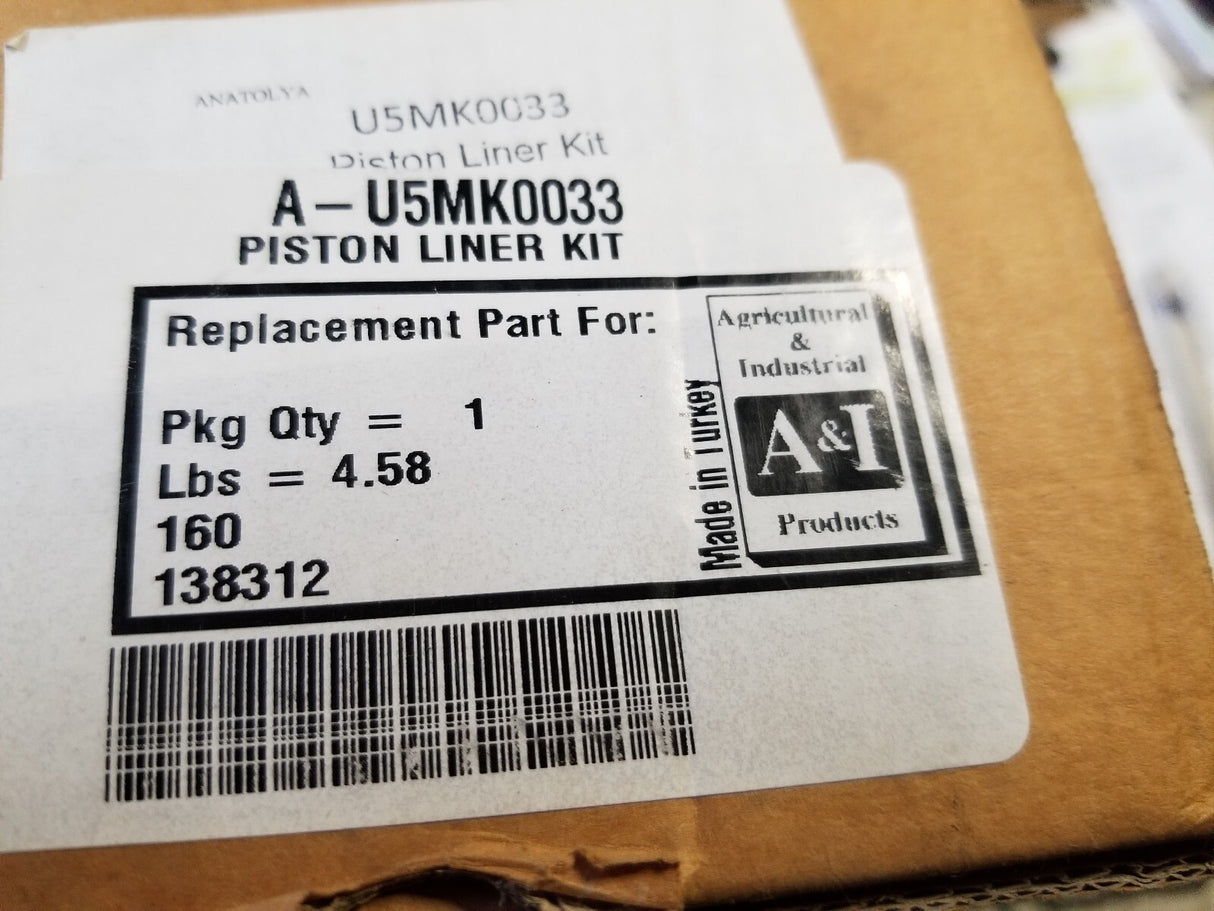 ANATOLYA
U5MK0033
Piston Liner Kit
A-U5MK0033
PISTON LINER KIT
Replacement Part For:
Pkg Qty = 1
Lbs = 4.58
160
138312
Made in Turkey
Agricultural
&
Industrial
A&I
Products